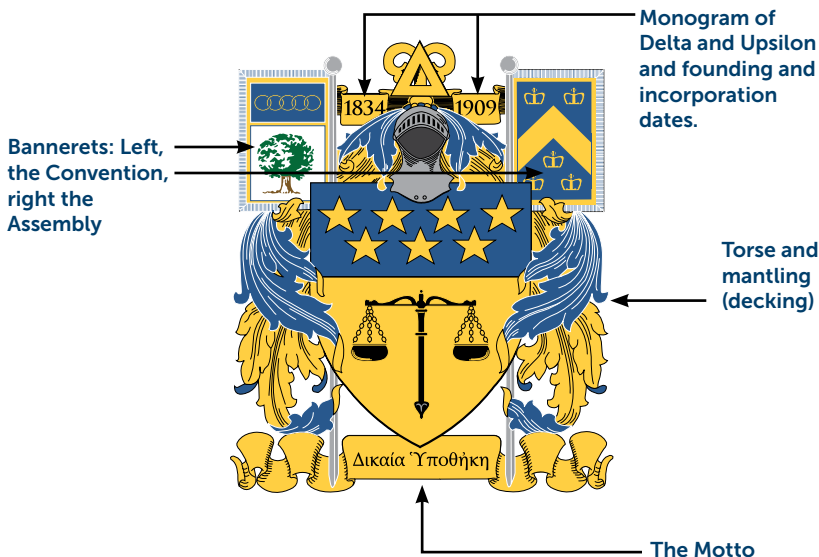 Monogram of
Delta and Upsilon
and founding and
incorporation
dates.
1834
1909
Bannerets: Left,
the Convention,
right the
Assembly
Torse and
mantling
(decking)
Δικαία Ὑποθήκη
The Motto